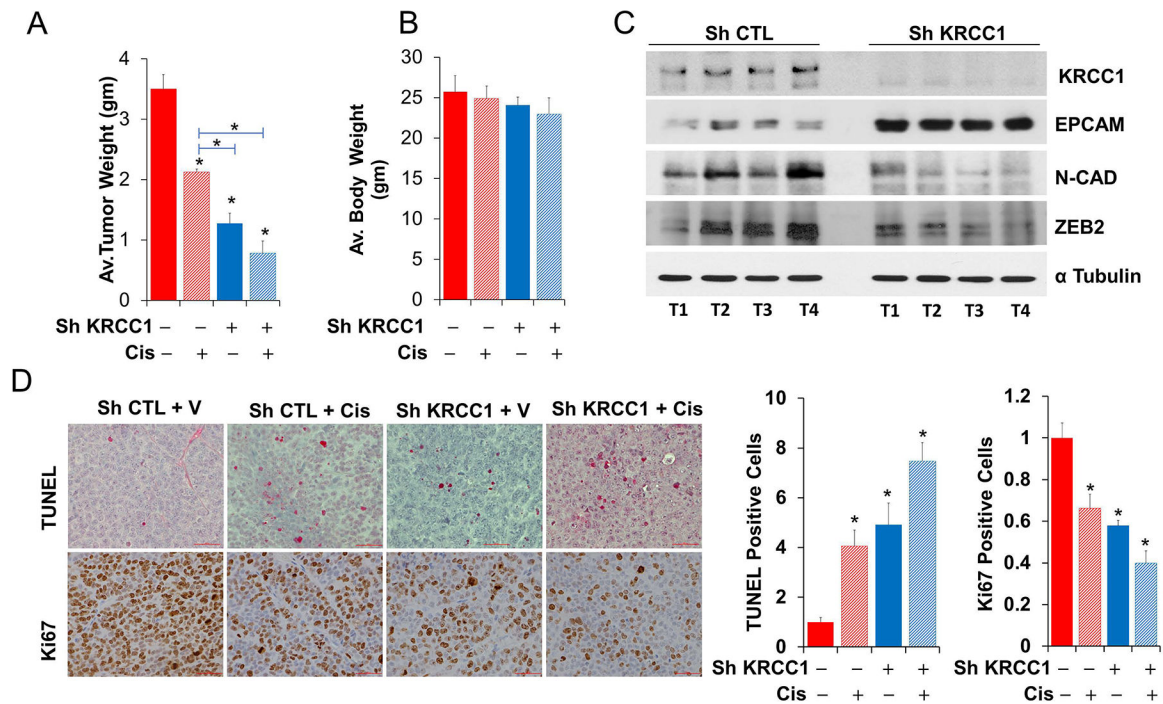 A
Av.Tumor Weight (gm)
4
3
2
1
0
*
*
*
*
*
Sh KRCC1 – – + +
Cis – + – +
B
Av. Body Weight
(gm)
30
25
20
15
10
5
0
Sh KRCC1 – – + +
Cis – + – +
C
Sh CTL Sh KRCC1
KRCC1
EPCAM
N-CAD
ZEB2
α Tubulin
T1 T2 T3 T4 T1 T2 T3 T4
D
Sh CTL + V Sh CTL + Cis Sh KRCC1 + V Sh KRCC1 + Cis
TUNEL
Ki67
TUNEL Positive Cells
10
8
6
4
2
0
*
*
*
Sh KRCC1 – – + +
Cis – + – +
Ki67 Positive Cells
1.2
1
0.8
0.6
0.4
0.2
0
*
*
*
Sh KRCC1 – – + +
Cis – + – +